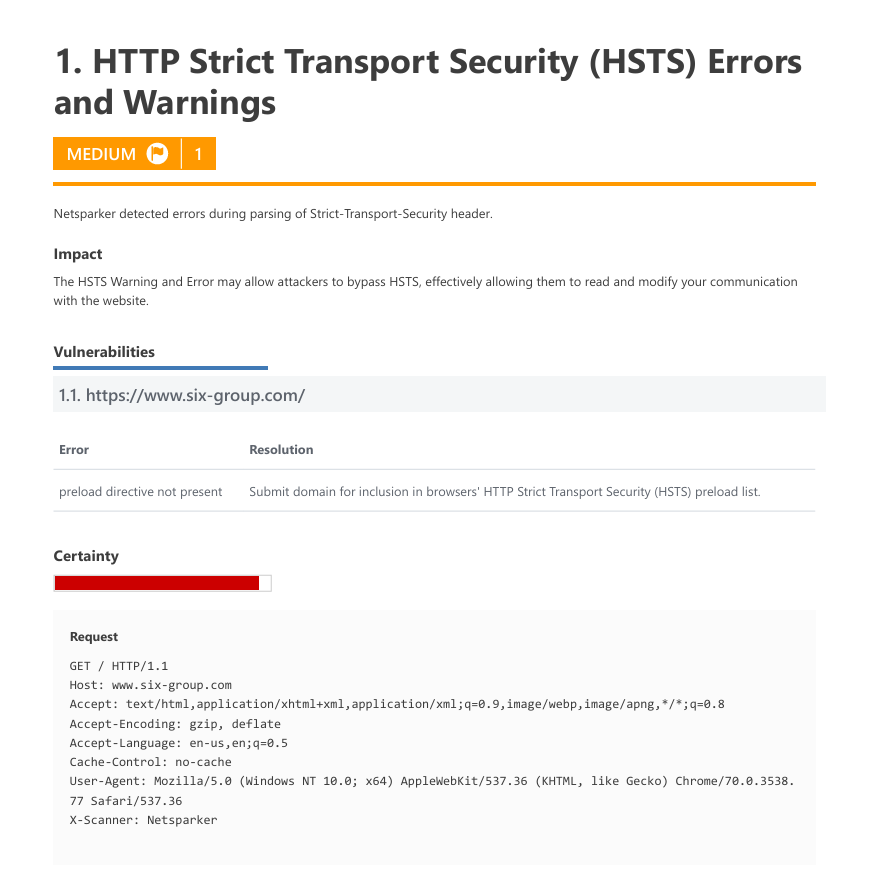 1. HTTP Strict Transport Security (HSTS) Errors
and Warnings
MEDIUM 1
Netsparker detected errors during parsing of Strict-Transport-Security header.
Impact
The HSTS Warning and Error may allow attackers to bypass HSTS, effectively allowing them to read and modify your communication
with the website.
Vulnerabilities
1.1. https://www.six-group.com/
Error Resolution
preload directive not present Submit domain for inclusion in browsers' HTTP Strict Transport Security (HSTS) preload list.
Certainty
Request
GET / HTTP/1.1
Host: www.six-group.com
Accept: text/html,application/xhtml+xml,application/xml;q=0.9,image/webp,image/apng,*/*;q=0.8
Accept-Encoding: gzip, deflate
Accept-Language: en-us,en;q=0.5
Cache-Control: no-cache
User-Agent: Mozilla/5.0 (Windows NT 10.0; x64) AppleWebKit/537.36 (KHTML, like Gecko) Chrome/70.0.3538.
77 Safari/537.36
X-Scanner: Netsparker